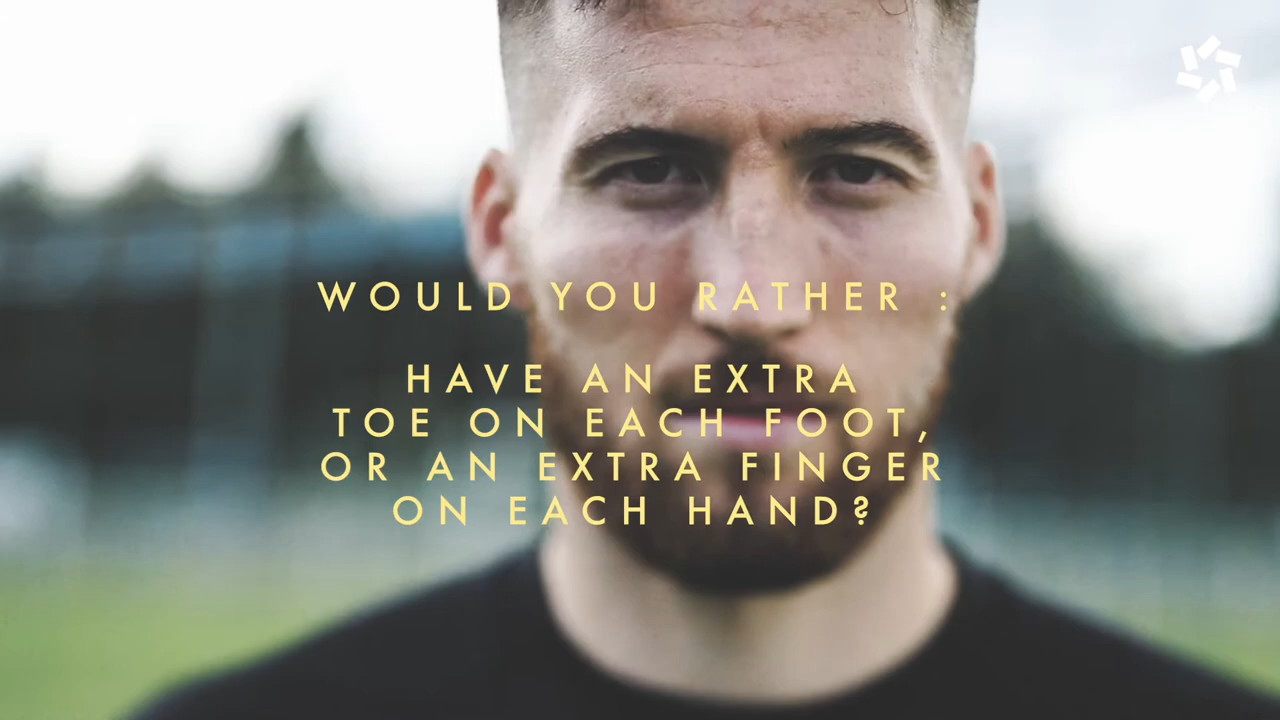 WOULD YOU RATHER :
HAVE AN EXTRA
TOE ON EACH FOOT,
OR AN EXTRA FINGER
ON EACH HAND?